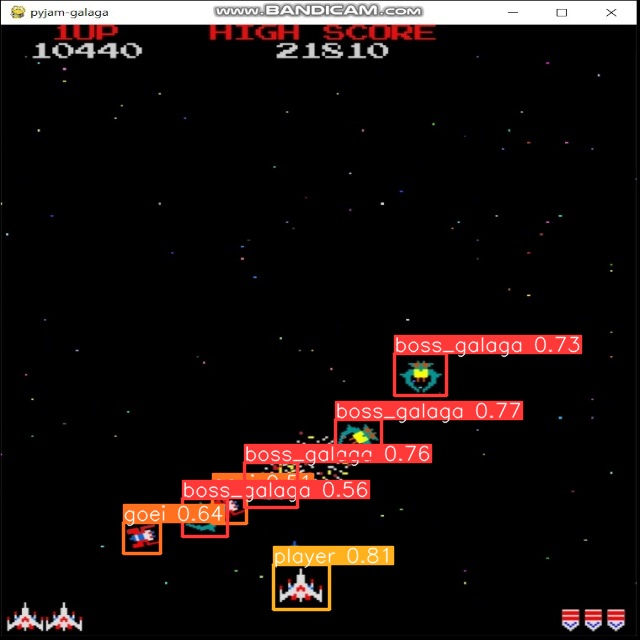 pyjam-galaga
www.BANDICAM.com
1UP HIGH SCORE
10440 21810
boss_galaga 0.73
boss_galaga 0.77
boss_galaga 0.76
boss_galaga 0.56
goei 0.64
player 0.81